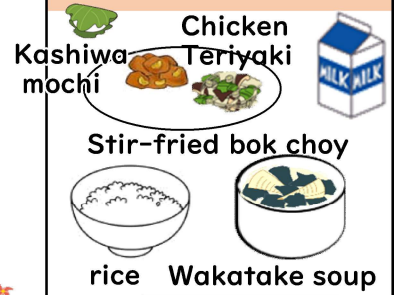 Chicken
Kashiwa Teriyaki
mochi
MILK MILK
Stir-fried bok choy
rice Wakatake soup